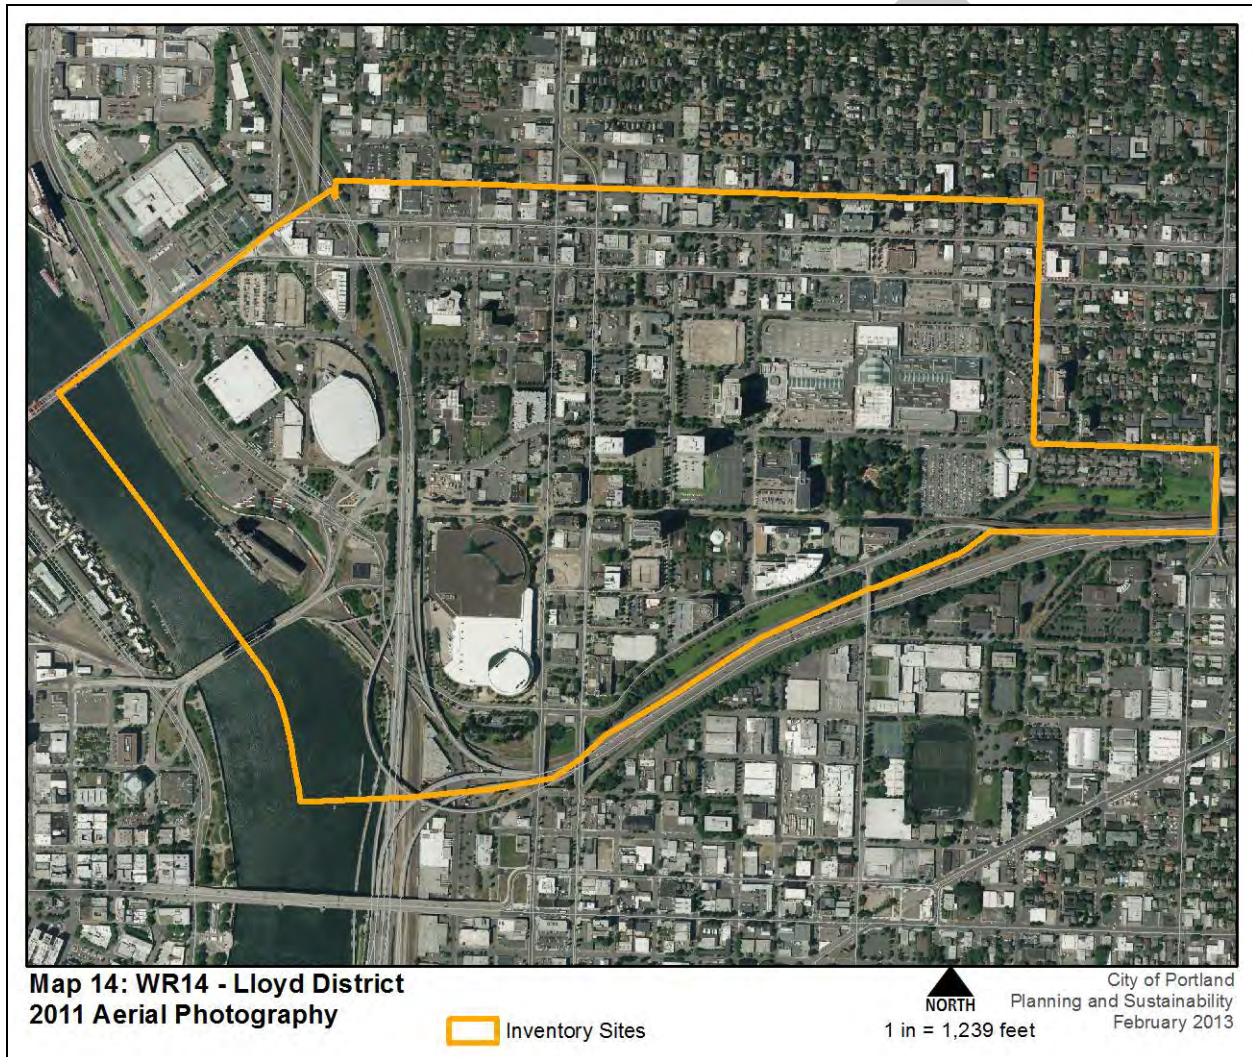 Map 14: WR14 - Lloyd District
2011 Aerial Photography
Inventory Sites
NORTH
1 in = 1,239 feet
City of Portland
Planning and Sustainability
February 2013